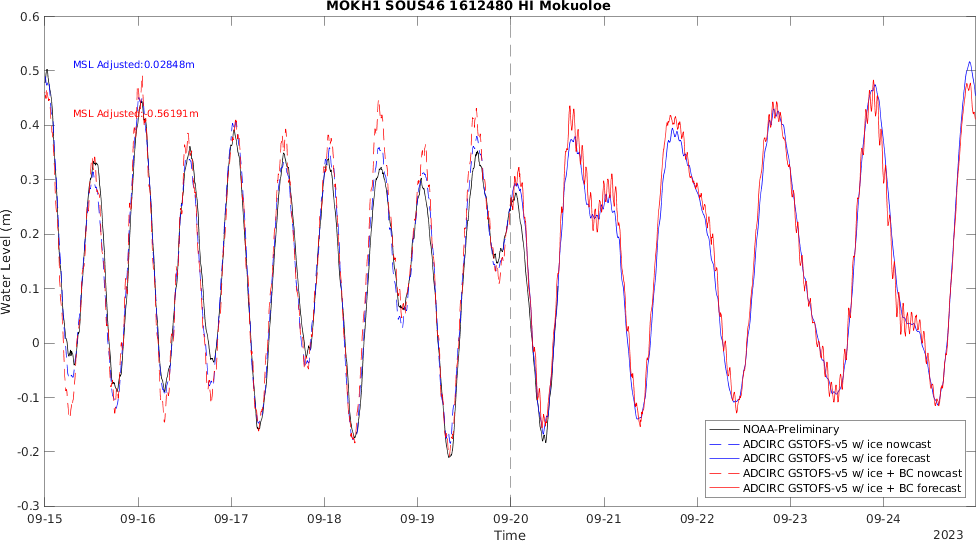 MOKH1 SOUS46 1612480 HI Mokuoloe
0.6
0.5
0.4
0.3
0.2
0.1
0
-0.1
-0.2
-0.3
Water Level (m)
MSL Adjusted:0.02848m
MSL Adjusted:-0.56191m
NOAA-Preliminary
ADCIRC GSTOFS-v5 w/ ice nowcast
ADCIRC GSTOFS-v5 w/ ice forecast
ADCIRC GSTOFS-v5 w/ ice + BC nowcast
ADCIRC GSTOFS-v5 w/ ice + BC forecast
09-15 09-16 09-17 09-18 09-19 09-20 09-21 09-22 09-23 09-24
Time
2023